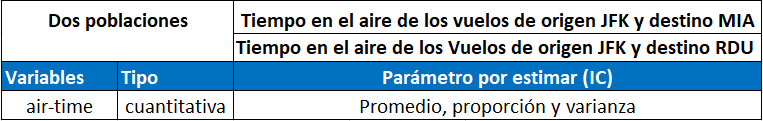 Dos poblaciones
Tiempo en el aire de los vuelos de origen JFK y destino MIA
Tiempo en el aire de los Vuelos de origen JFK y destino RDU
Variables Tipo Parámetro por estimar (IC)
air-time cuantitativa Promedio, proporción y varianza